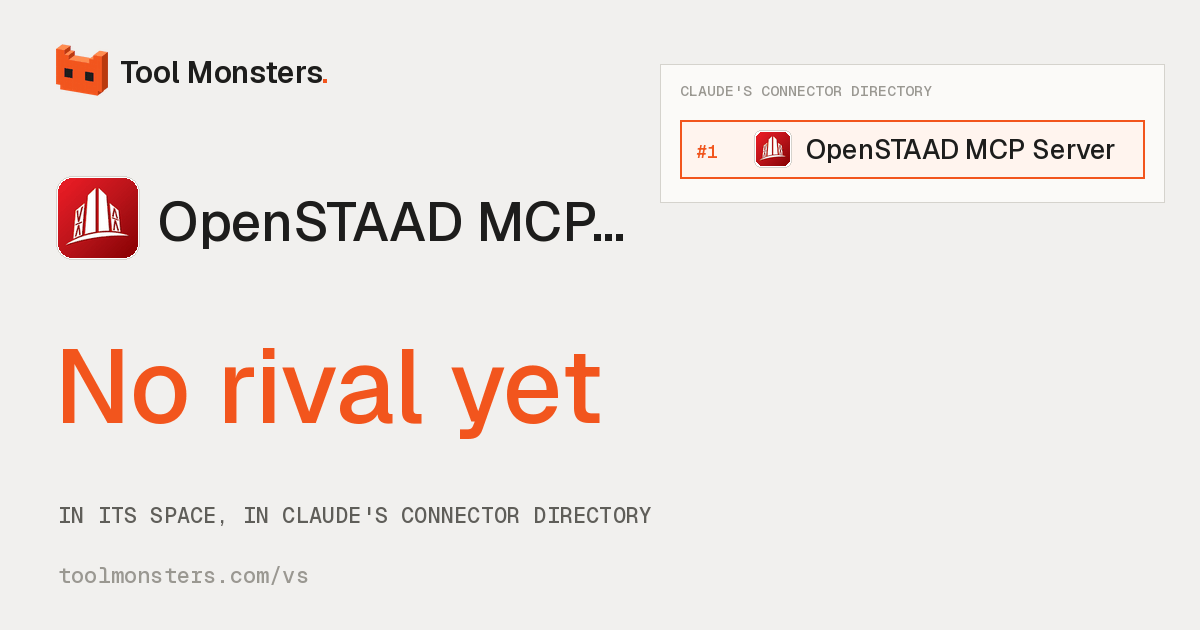 Tool Monsters.
OpenSTAAD MCP...
No rival yet
IN ITS SPACE, IN CLAUDE'S CONNECTOR DIRECTORY
toolmonsters.com/vs
CLAUDE'S CONNECTOR DIRECTORY
#1 OpenSTAAD MCP Server